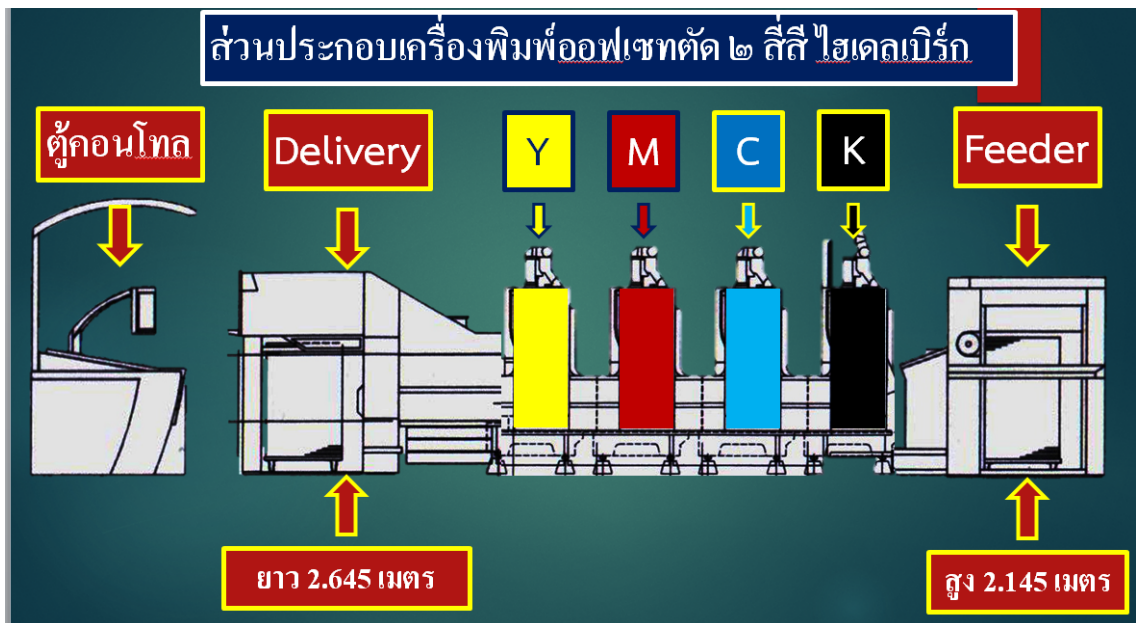 ส่วนประกอบเครื่องพิมพ์ออฟเซทตัด ๒ สี่สี ไฮเดลเบิร์ก
ตู้คอนโทล
Delivery
Y
M
C
K
Feeder
ยาว 2.645 เมตร
สูง 2.145 เมตร